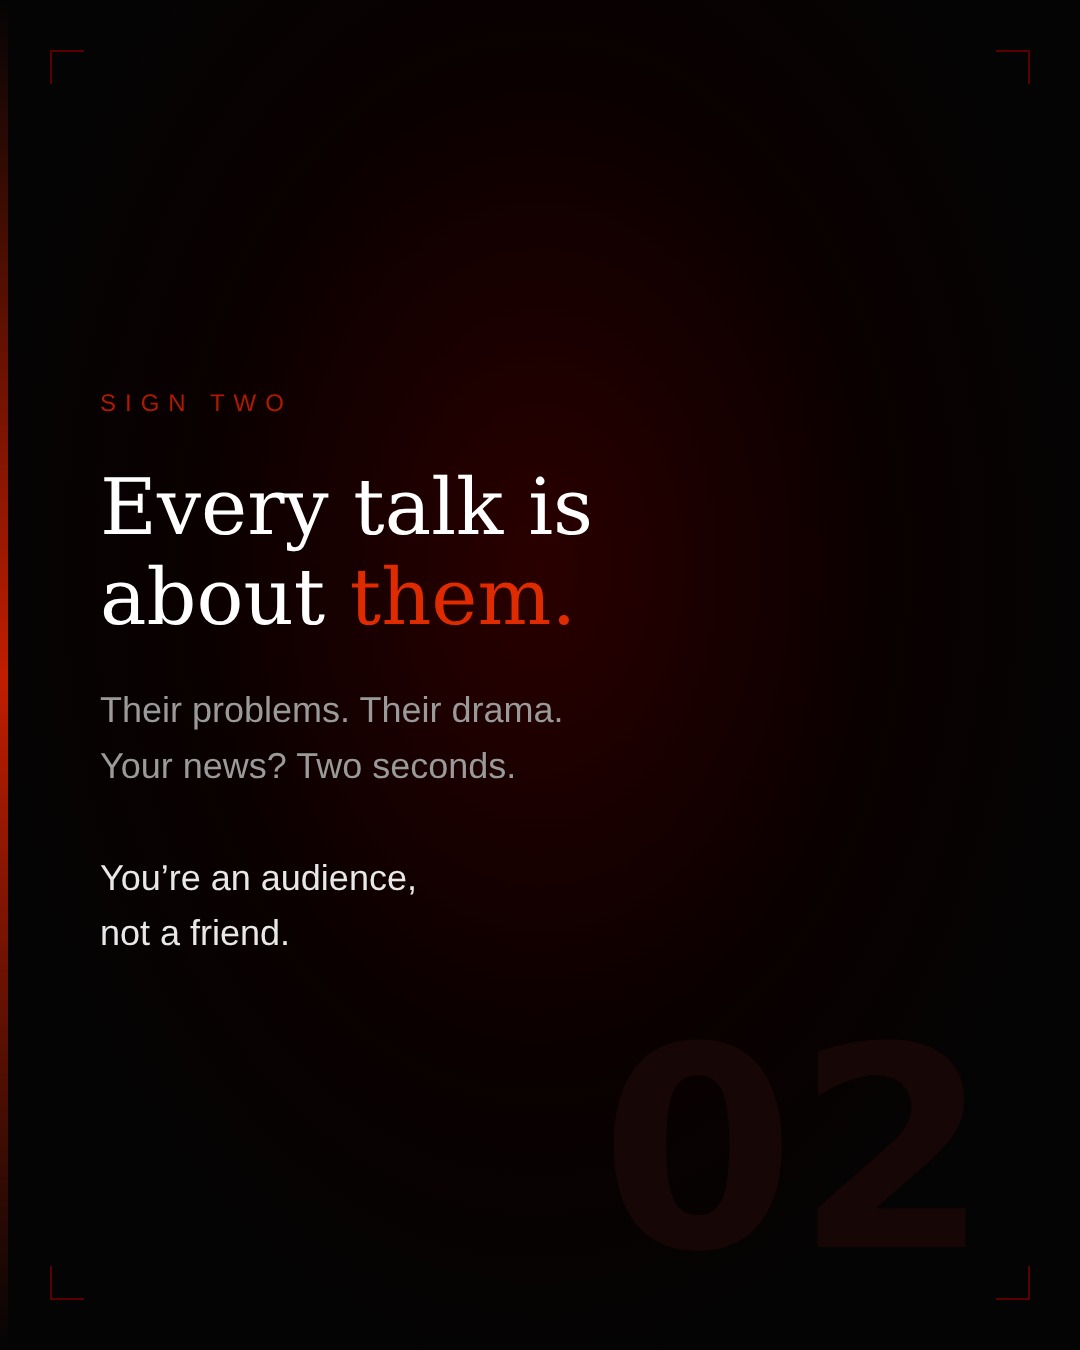 SIGN TWO
Every talk is
about them.
Their problems. Their drama.
Your news? Two seconds.
You’re an audience,
not a friend.
02